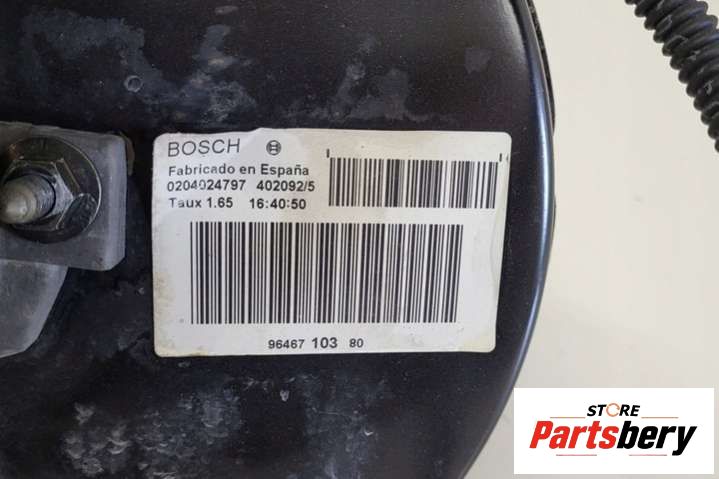 BOSCH
Fabricado en España
0204024797 402092/5
Taux 1.65 16:40:50
96467 103 80
STORE
Partsbery